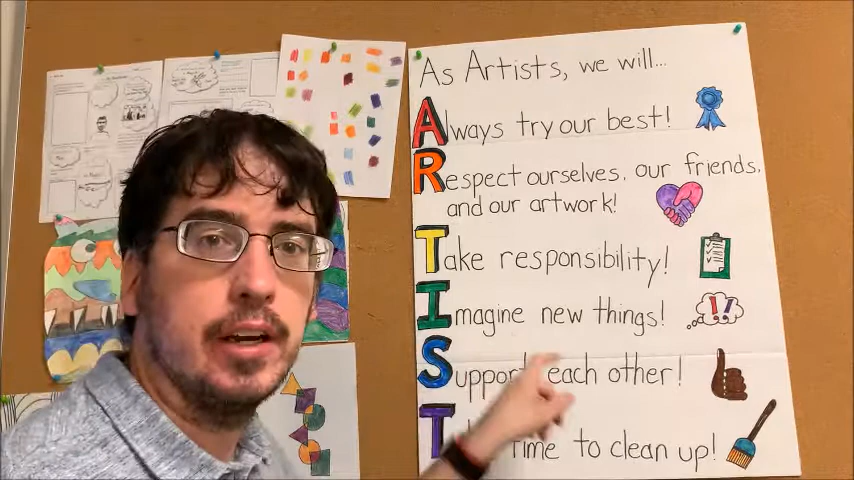 As Artists, we will...
Always try our best!
Respect ourselves, our friends,
and our artwork!
Take responsibility!
Imagine new things!
Support each other!
T time to clean up!